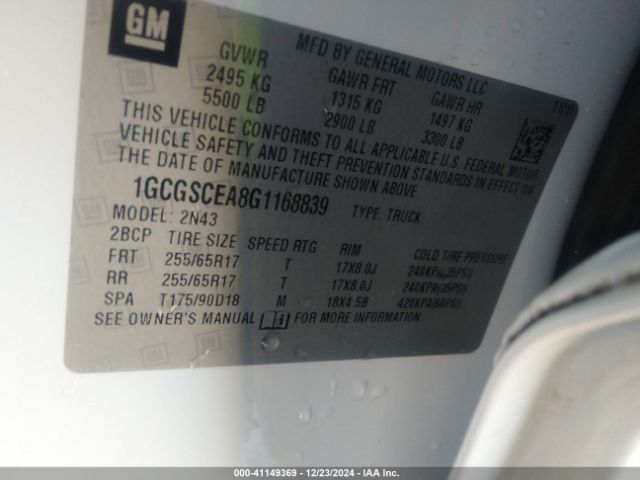 GM
MFD BY GENERAL MOTORS LLC
GVWR GAWR FRT GAWR RR
2495 KG 1315 KG 1497 KG
5500 LB 2900 LB 3300 LB
THIS VEHICLE CONFORMS TO ALL APPLICABLE U.S. FEDERAL MOTOR
VEHICLE SAFETY AND THEFT PREVENTION STANDARDS IN EFFECT ON
THE DATE OF MANUFACTURE SHOWN ABOVE.
1GCGSCEA8G1168839 TYPE: TRUCK
MODEL: 2N43
2BCP TIRE SIZE SPEED RTG RIM COLD TIRE PRESSURE
FRT 255/65R17 T 17X8.0J 240KPA(35PSI)
RR 255/65R17 T 17X8.0J 240KPA(35PSI)
SPA T175/90D18 M 18X4.5B 420KPA(60PSI)
SEE OWNER'S MANUAL FOR MORE INFORMATION
000-41149369 - 12/23/2024 - IAA Inc.